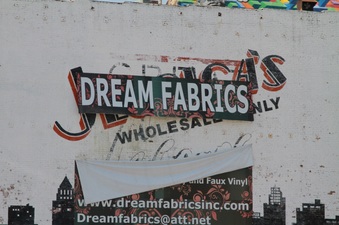 DREAM FABRICS
WHOLESALE ONLY
and Faux Vinyl
www.dreamfabricsinc.com
Dreamfabrics@att.net